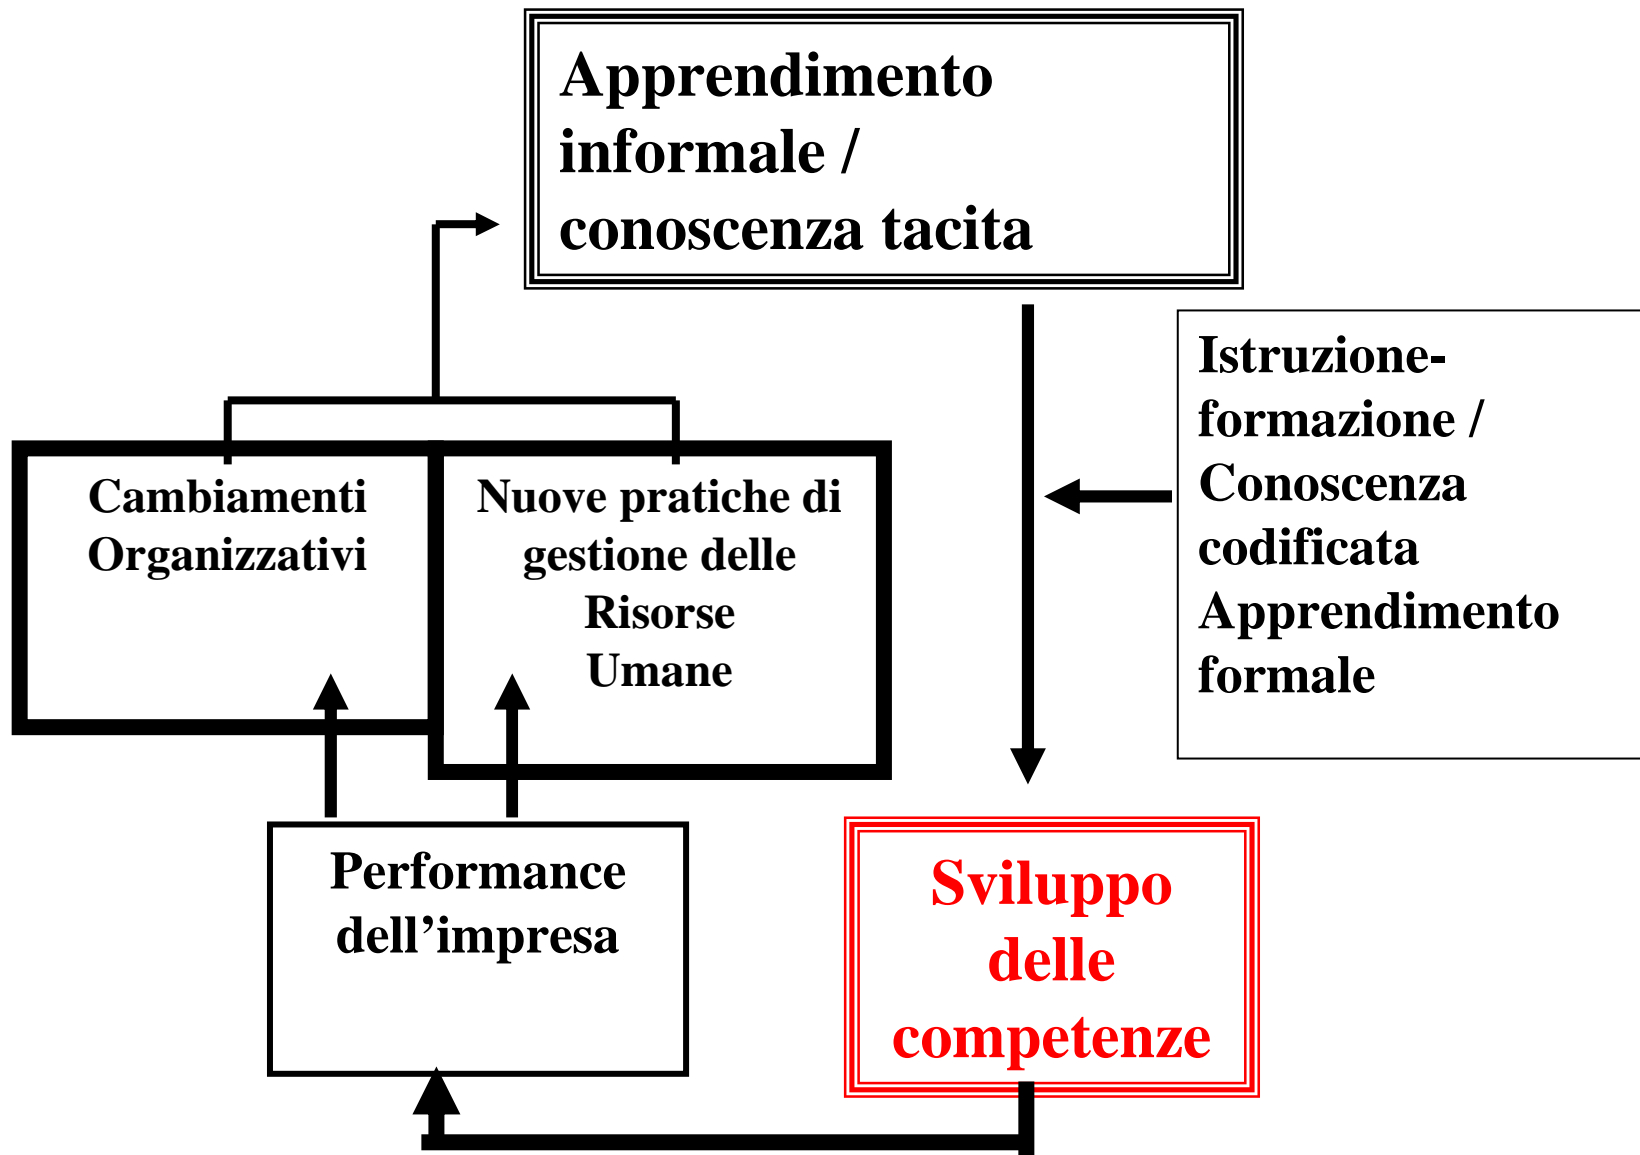 Apprendimento
informale /
conoscenza tacita
Istruzione-
formazione /
Conoscenza
codificata
Apprendimento
formale
Cambiamenti
Organizzativi
Nuove pratiche di
gestione delle
Risorse
Umane
Performance
dell’impresa
Sviluppo
delle
competenze